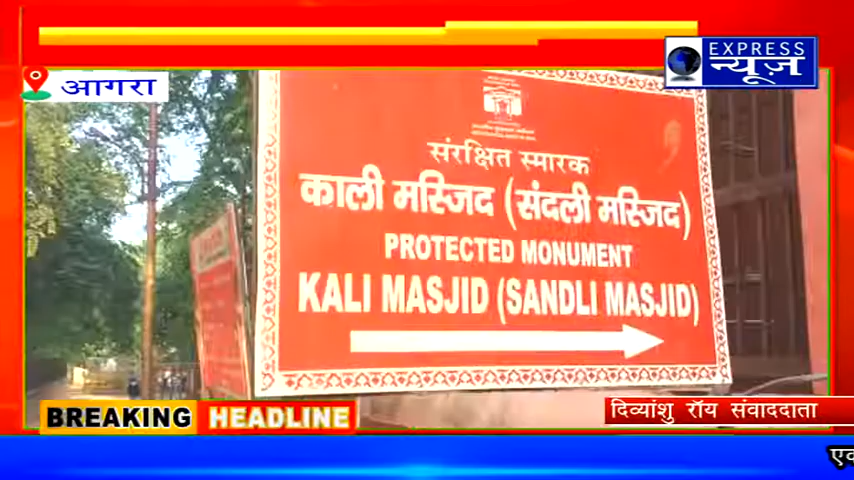 EXPRESS
न्यूज़
आगरा
संरक्षित स्मारक
काली मस्जिद (संदली मस्जिद)
PROTECTED MONUMENT
KALI MASJID (SANDLI MASJID)
BREAKING HEADLINE
दिव्यांशु रॉय संवाददाता